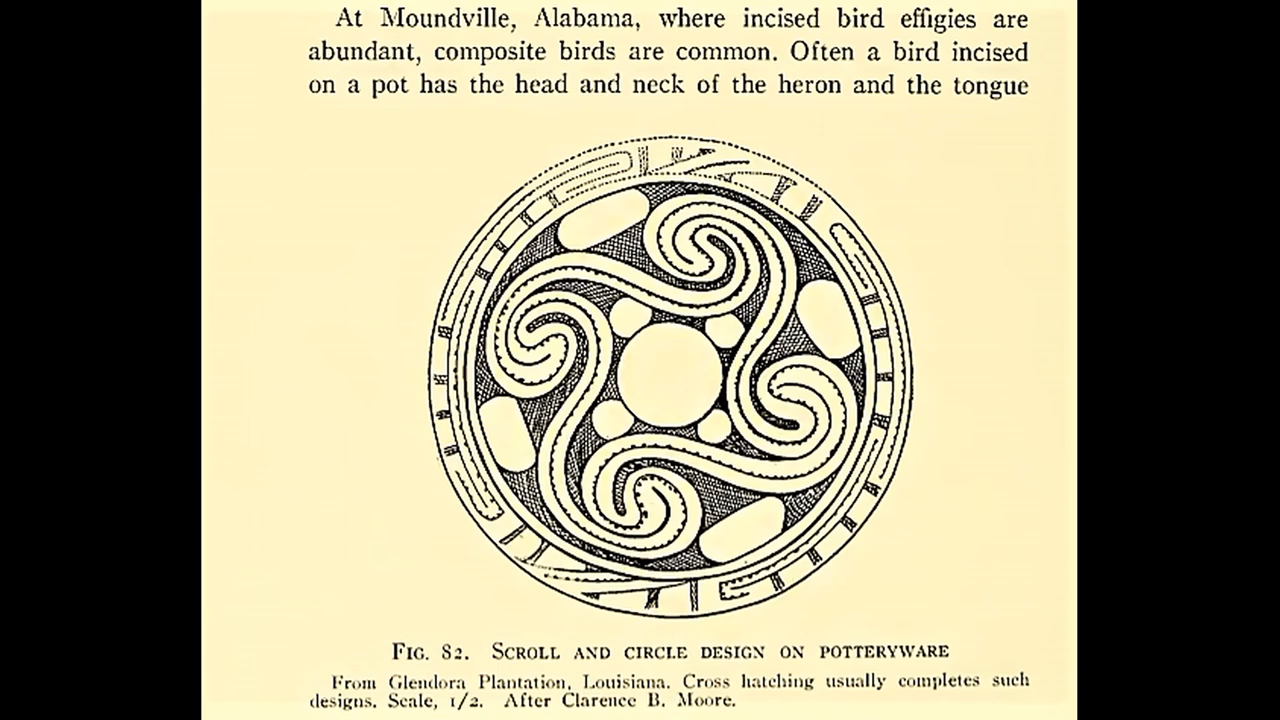 At Moundville, Alabama, where incised bird effigies are
abundant, composite birds are common. Often a bird incised
on a pot has the head and neck of the heron and the tongue
Fig. 82. Scroll and circle design on potteryware
From Glendora Plantation, Louisiana. Cross hatching usually completes such
designs. Scale, 1/2. After Clarence B. Moore.